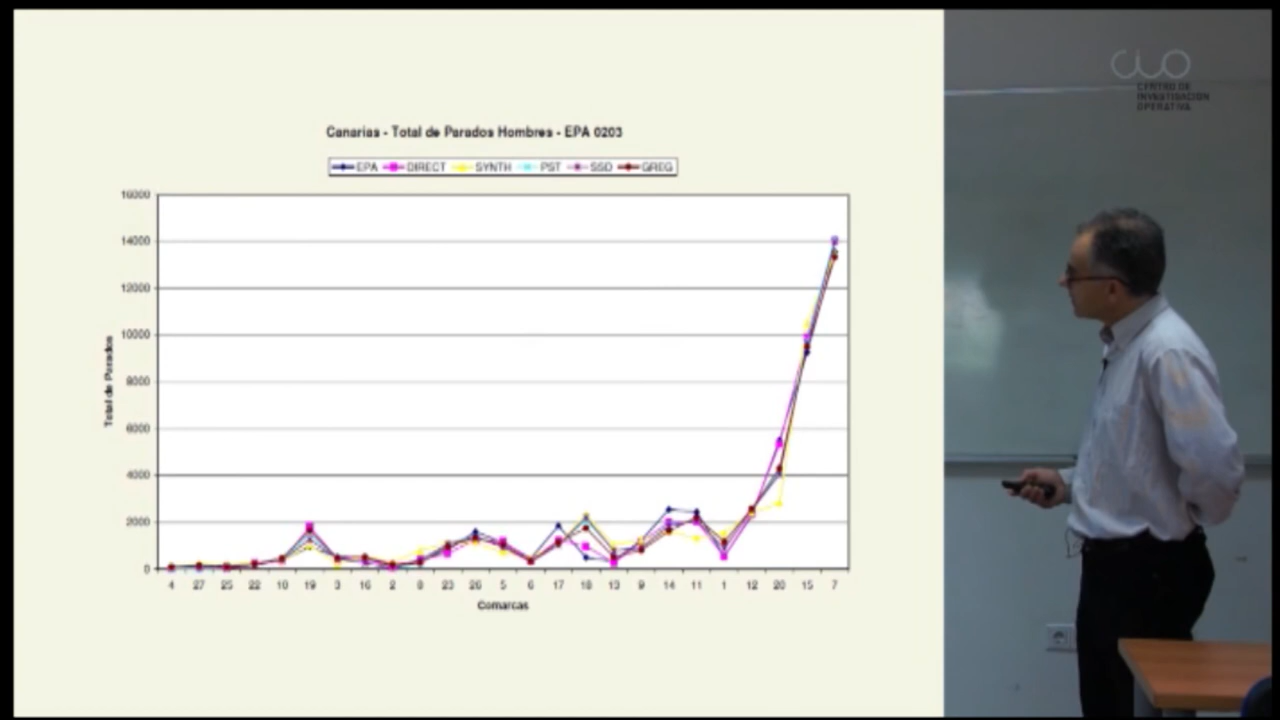 Canarias - Total de Parados Hombres - EPA 0203
EPA DIRECT SYNTH PST SSD GREG
16000
14000
12000
10000
8000
6000
4000
2000
0
Total de Parados
4 27 25 22 10 19 3 16 2 8 23 26 5 6 17 18 13 9 14 11 1 12 20 15 7
Comarcas
CIO
CENTRO DE
INVESTIGACIÓN
OPERATIVA